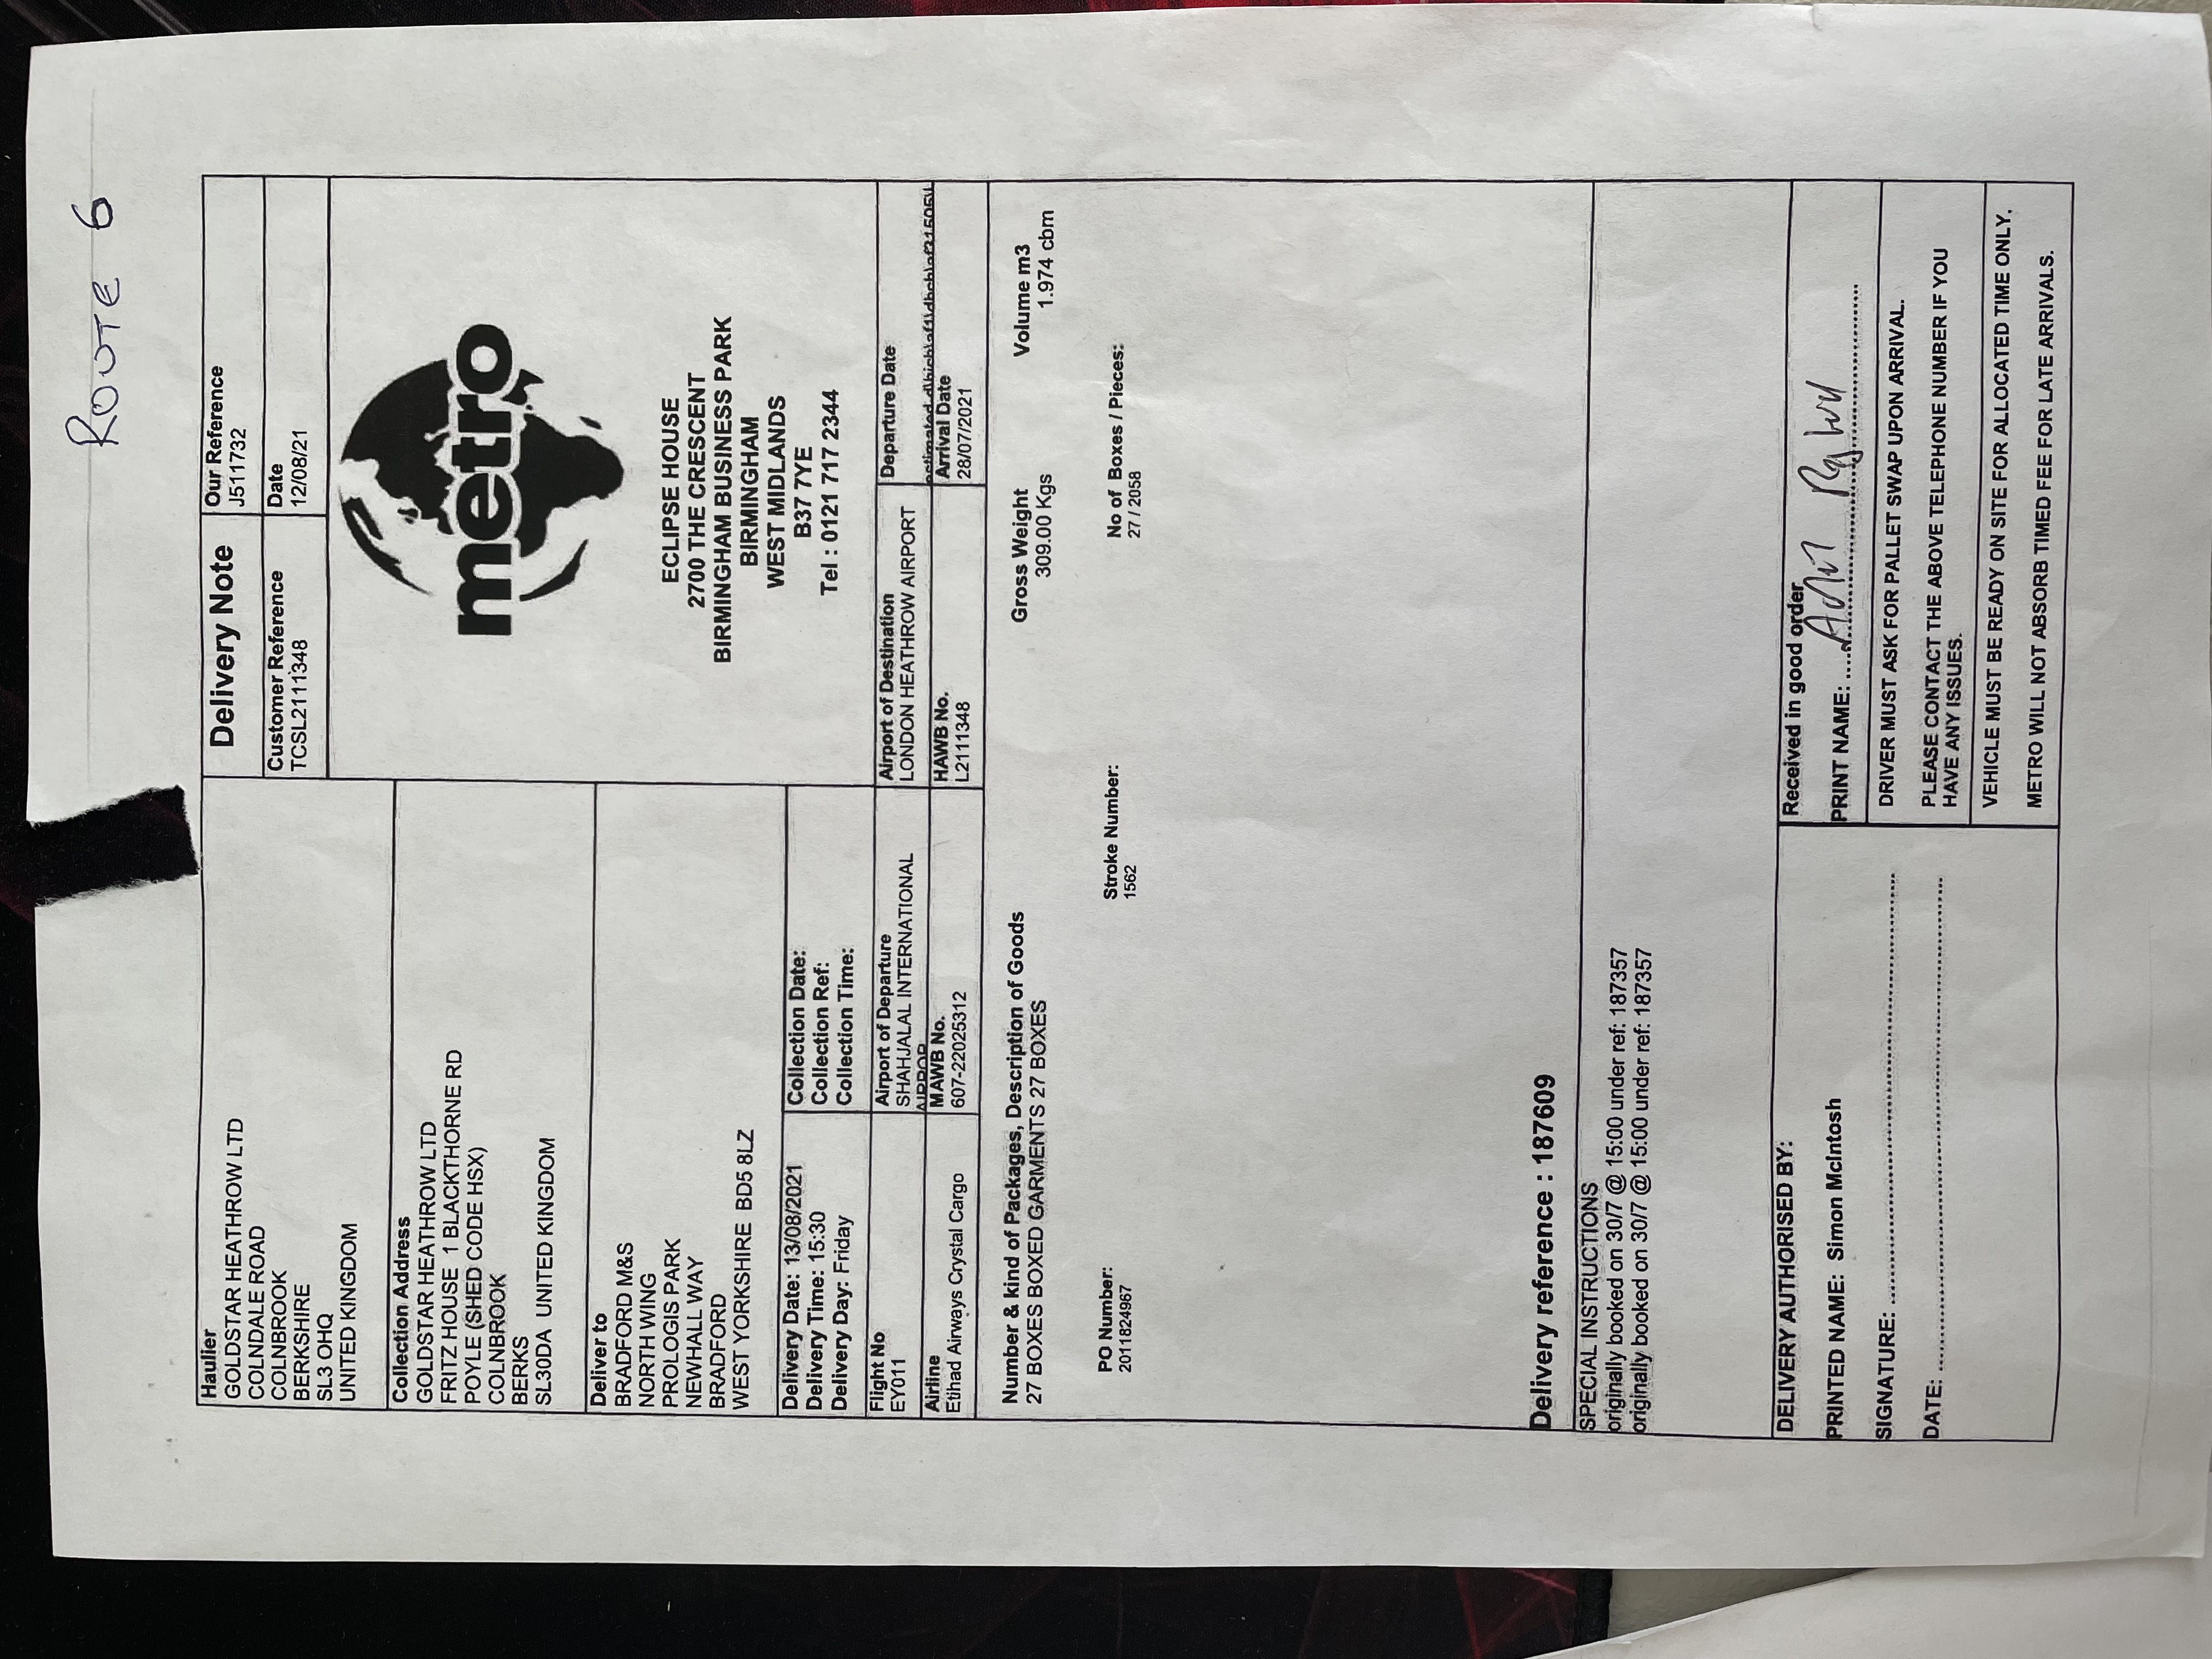 ROUTE 6
Haulier
GOLDSTAR HEATHROW LTD
COLNDALE ROAD
COLNBROOK
BERKSHIRE
SL3 OHQ
UNITED KINGDOM
Delivery Note
Our Reference
J511732
Customer Reference
TCSL2111348
Date
12/08/21
Collection Address
GOLDSTAR HEATHROW LTD
FRITZ HOUSE 1 BLACKTHORNE RD
POYLE (SHED CODE HSX)
COLNBROOK
BERKS
SL30DA UNITED KINGDOM
metro
Deliver to
BRADFORD M&S
NORTH WING
PROLOGIS PARK
NEWHALL WAY
BRADFORD
WEST YORKSHIRE BD5 8LZ
ECLIPSE HOUSE
2700 THE CRESCENT
BIRMINGHAM BUSINESS PARK
BIRMINGHAM
WEST MIDLANDS
B37 7YE
Tel : 0121 717 2344
Delivery Date: 13/08/2021
Delivery Time: 15:30
Delivery Day: Friday
Collection Date:
Collection Ref:
Collection Time:
Flight No
EY011
Airport of Departure
SHAHJALAL INTERNATIONAL
AIRPOR
Airport of Destination
LONDON HEATHROW AIRPORT
Departure Date
Airline
Etihad Airways Crystal Cargo
MAWB No.
607-22025312
HAWB No.
L2111348
Arrival Date
28/07/2021
Number & kind of Packages, Description of Goods
27 BOXES BOXED GARMENTS 27 BOXES
Gross Weight
309.00 Kgs
Volume m3
1.974 cbm
PO Number:
2011824967
Stroke Number:
1562
No of Boxes / Pieces:
27 / 2058
Delivery reference : 187609
SPECIAL INSTRUCTIONS
originally booked on 30/7 @ 15:00 under ref: 187357
originally booked on 30/7 @ 15:00 under ref: 187357
DELIVERY AUTHORISED BY:
PRINTED NAME: Simon McIntosh
SIGNATURE:
DATE:
Received in good order
PRINT NAME:
DRIVER MUST ASK FOR PALLET SWAP UPON ARRIVAL.
PLEASE CONTACT THE ABOVE TELEPHONE NUMBER IF YOU
HAVE ANY ISSUES.
VEHICLE MUST BE READY ON SITE FOR ALLOCATED TIME ONLY.
METRO WILL NOT ABSORB TIMED FEE FOR LATE ARRIVALS.